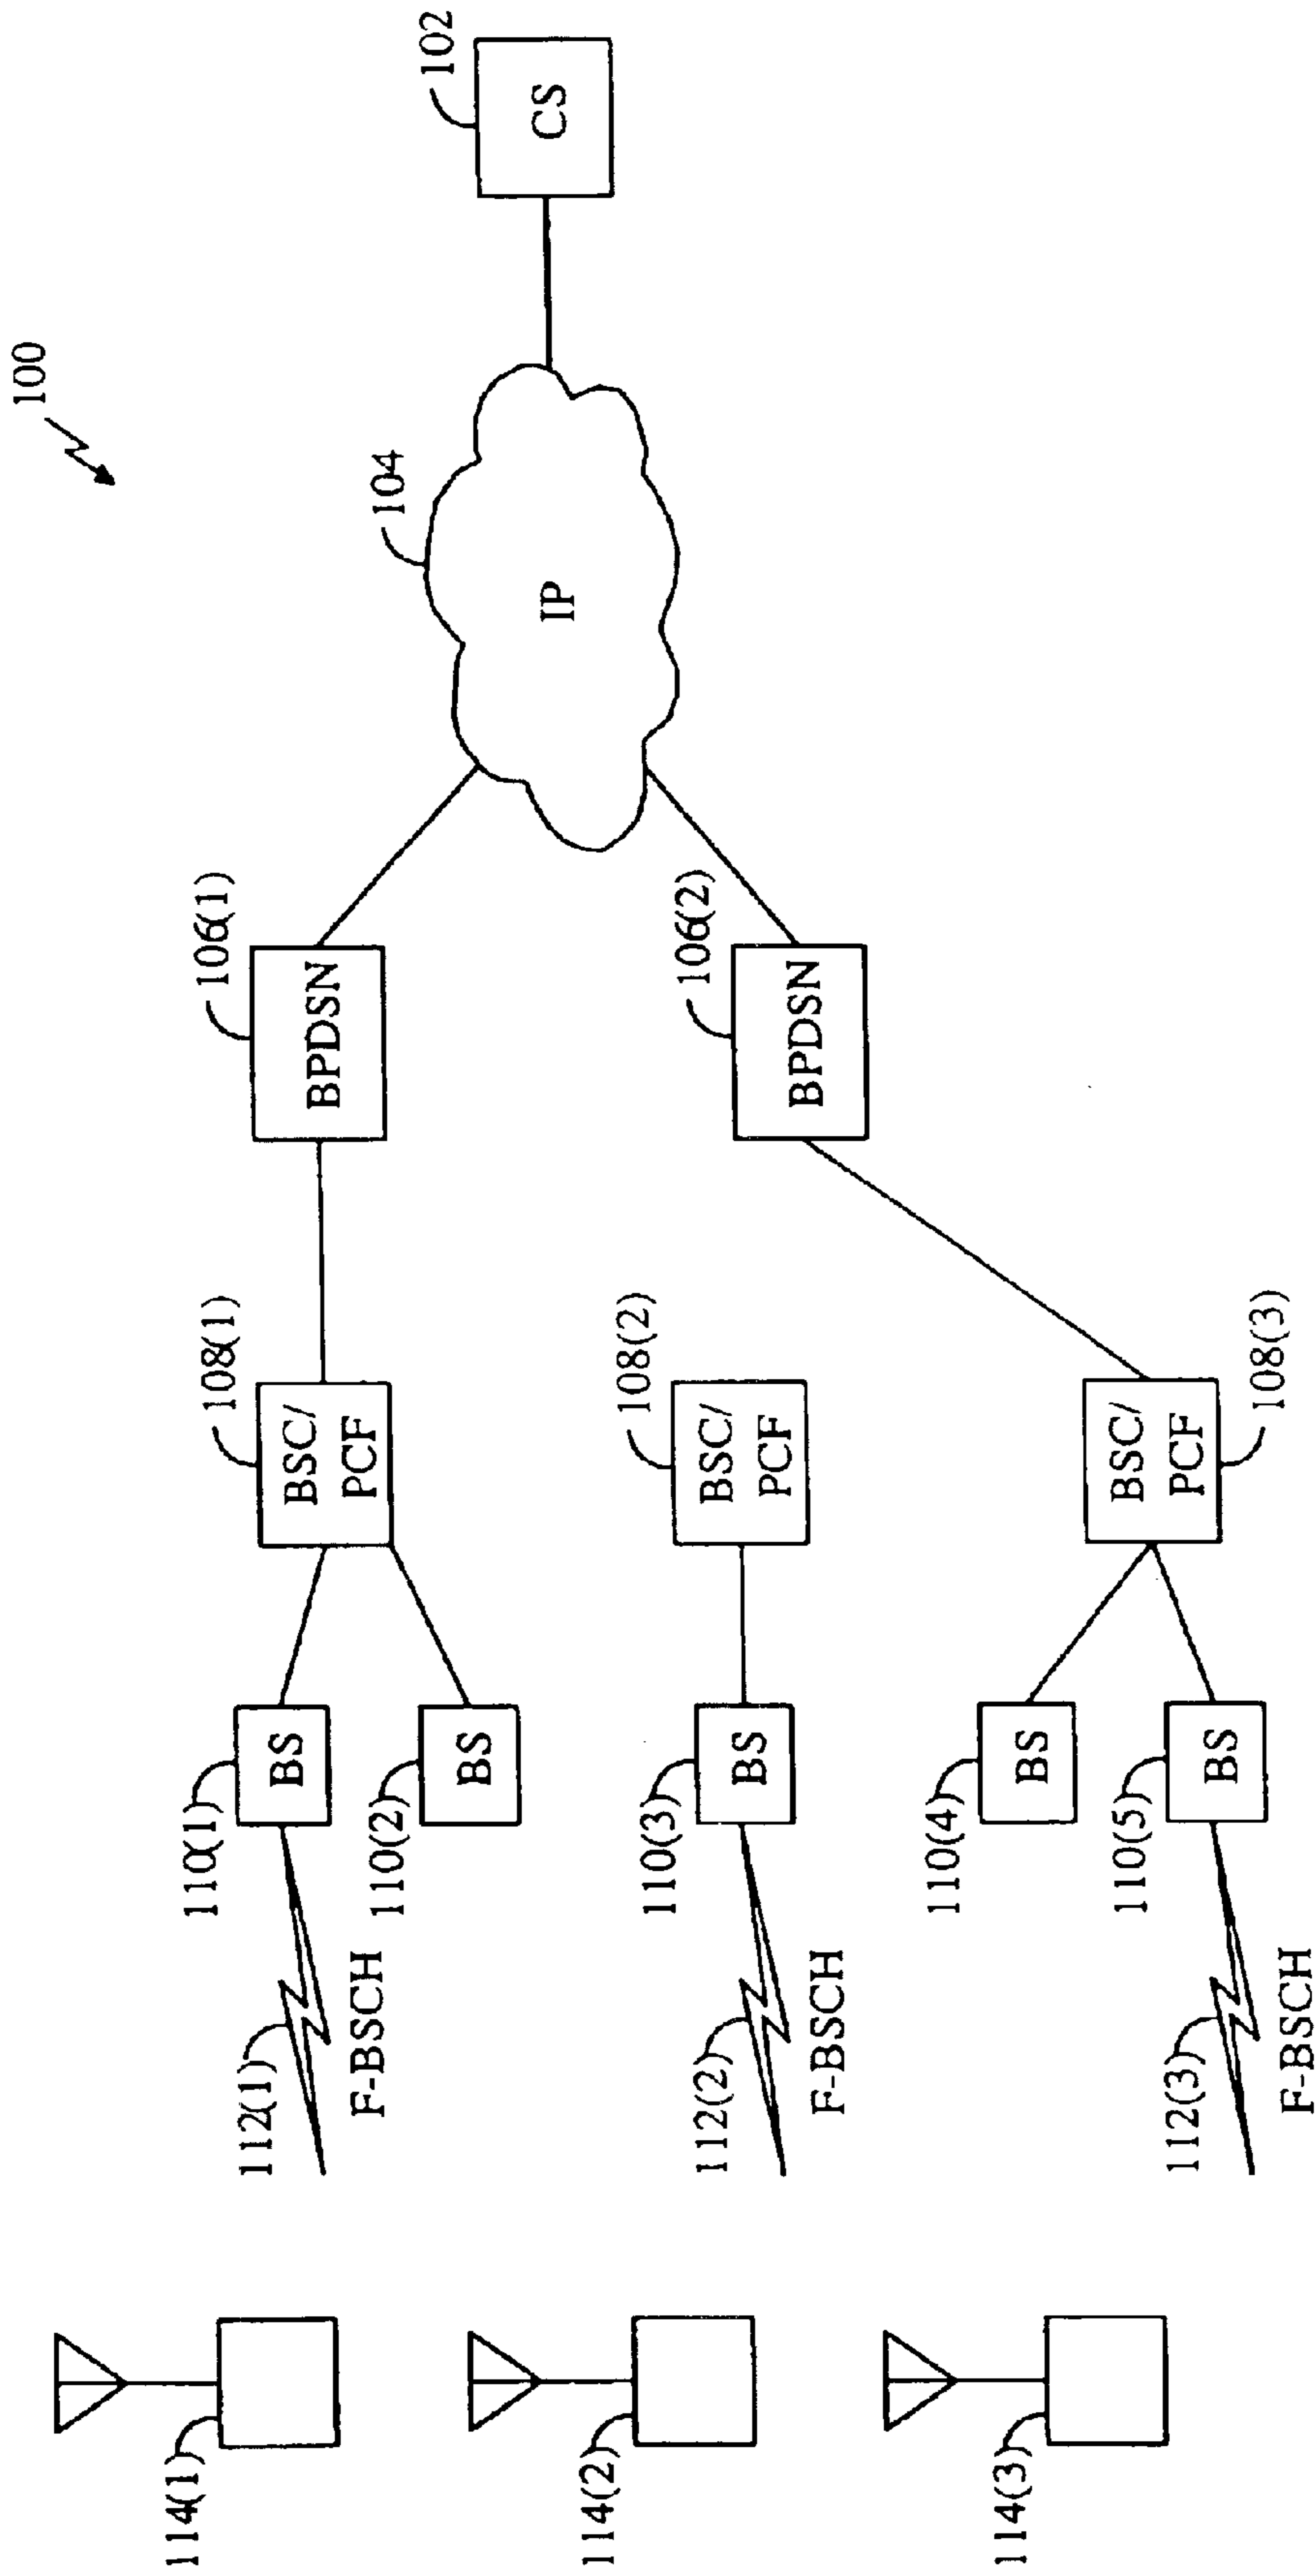 100
CS
102
IP
104
BPDSN
106(1)
BPDSN
106(2)
BSC/
PCF
108(1)
BSC/
PCF
108(2)
BSC/
PCF
108(3)
BS
110(1)
BS
110(2)
BS
110(3)
BS
110(4)
BS
110(5)
112(1)
F-BSCH
112(2)
F-BSCH
112(3)
F-BSCH
114(1)
114(2)
114(3)